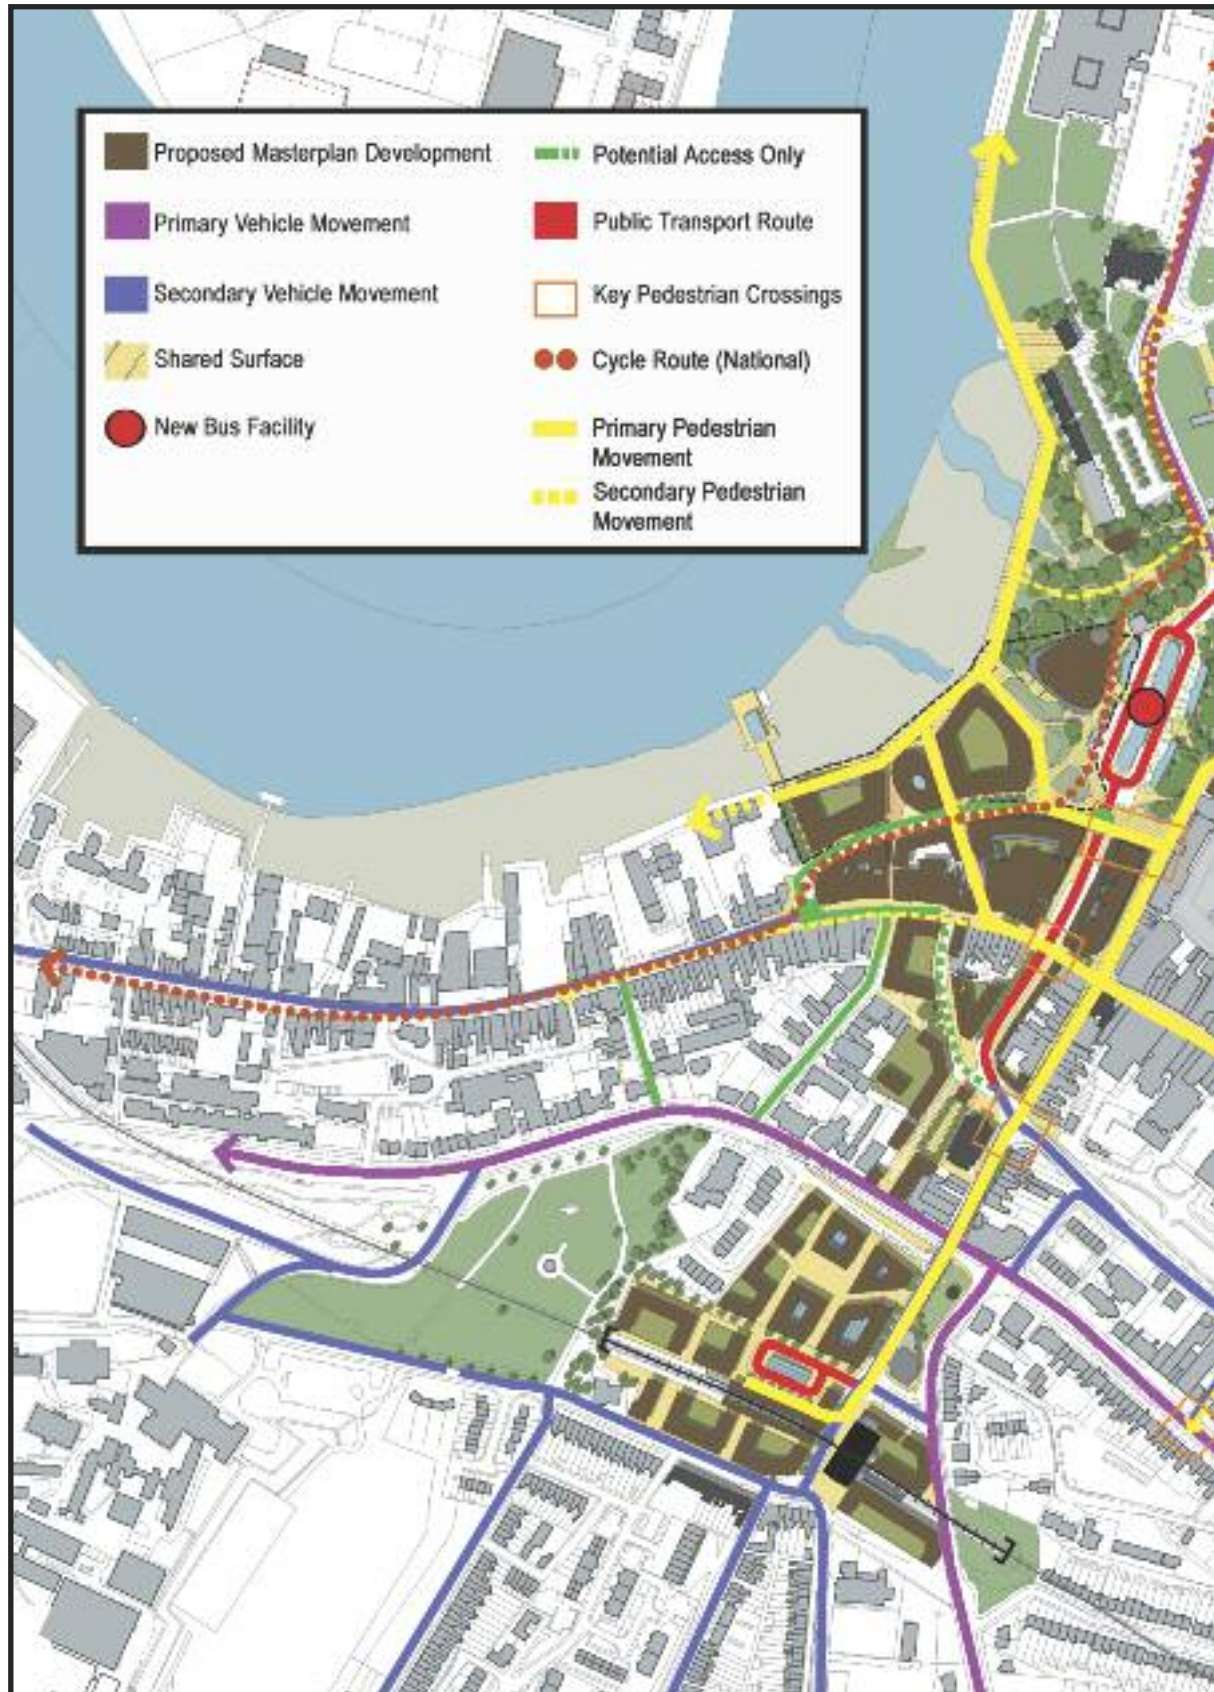 Proposed Masterplan Development
Primary Vehicle Movement
Secondary Vehicle Movement
Shared Surface
New Bus Facility
Potential Access Only
Public Transport Route
Key Pedestrian Crossings
Cycle Route (National)
Primary Pedestrian
Movement
Secondary Pedestrian
Movement